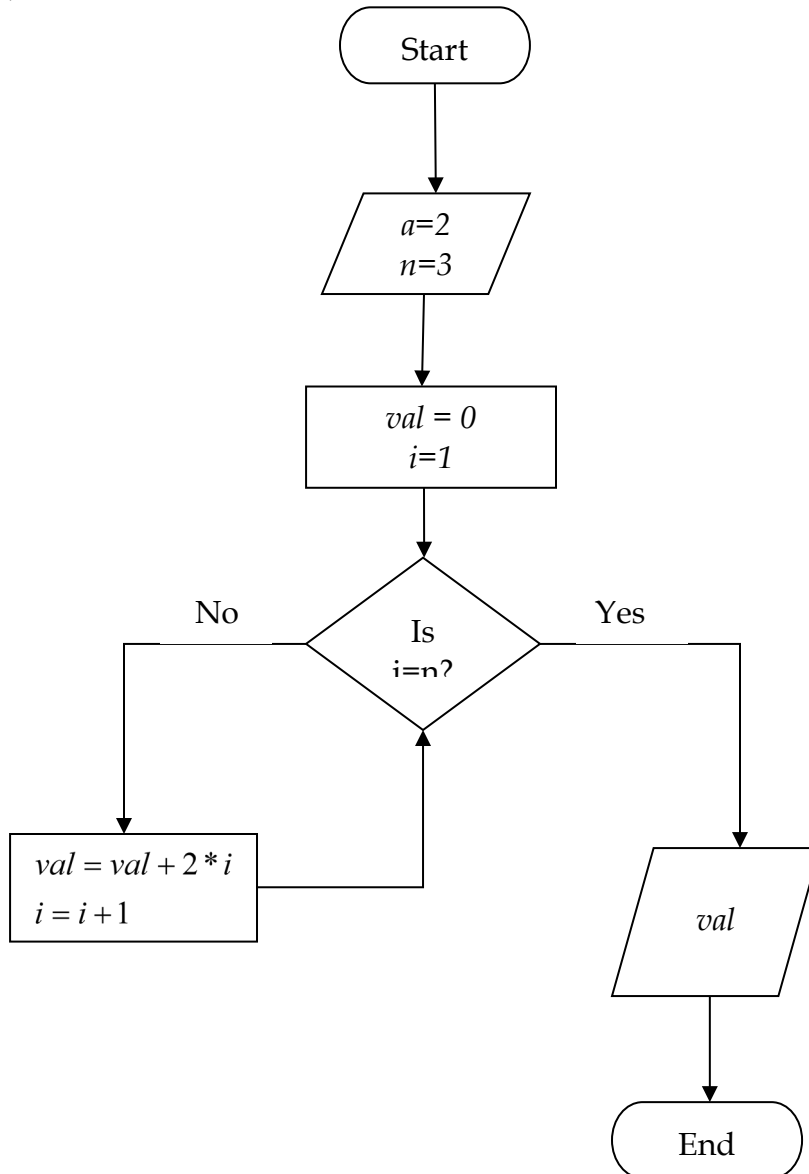 Start
a=2
n=3
val = 0
i=1
No
Is
Yes
i=n?
val = val + 2 * i
i = i + 1
val
End